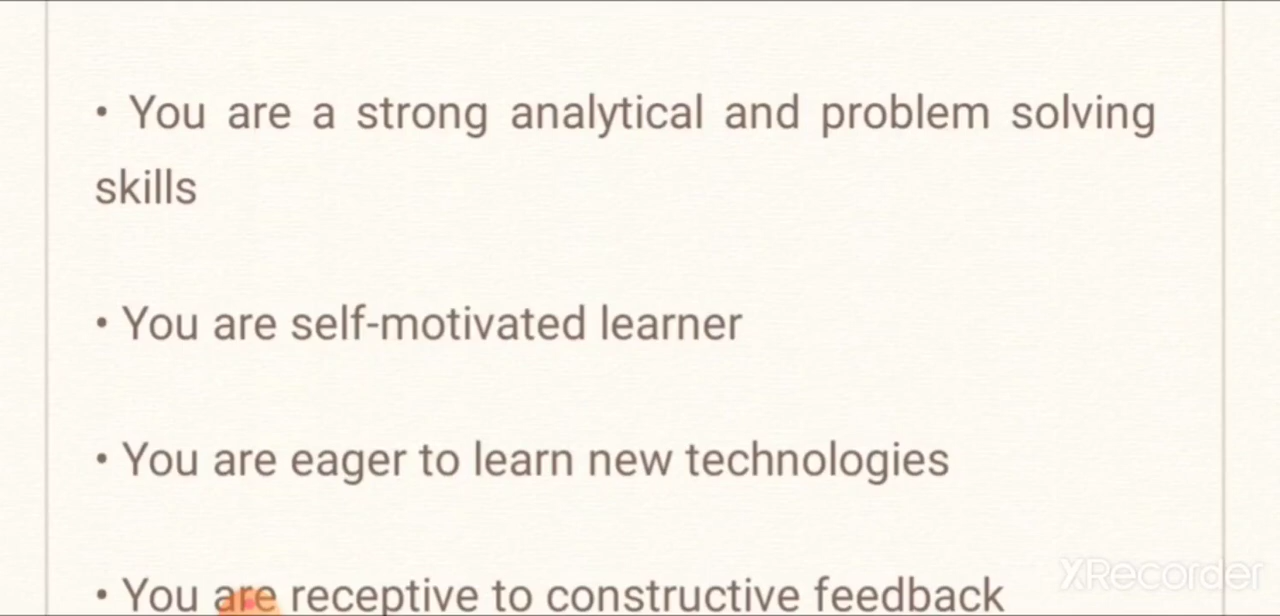 • You are a strong analytical and problem solving
skills
• You are self-motivated learner
• You are eager to learn new technologies
• You are receptive to constructive feedback
XRecorder